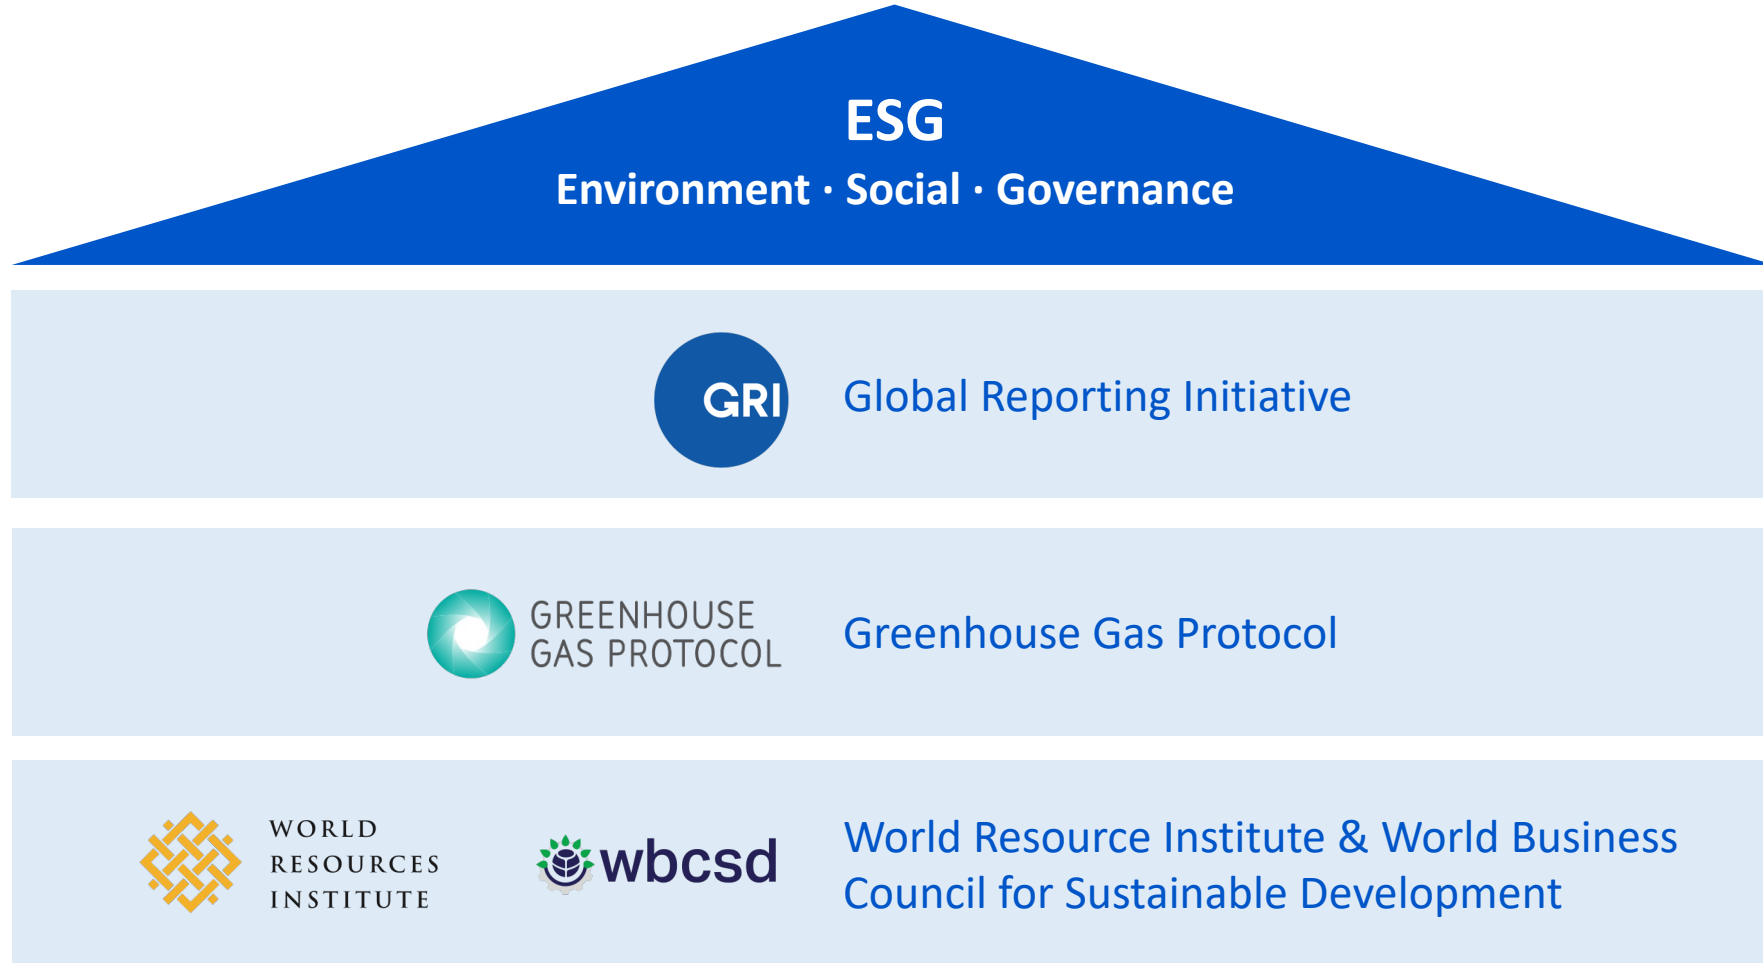 ESG
Environment · Social · Governance
GRI
Global Reporting Initiative
GREENHOUSE
GAS PROTOCOL
Greenhouse Gas Protocol
WORLD
RESOURCES
INSTITUTE
wbcsd
World Resource Institute & World Business
Council for Sustainable Development